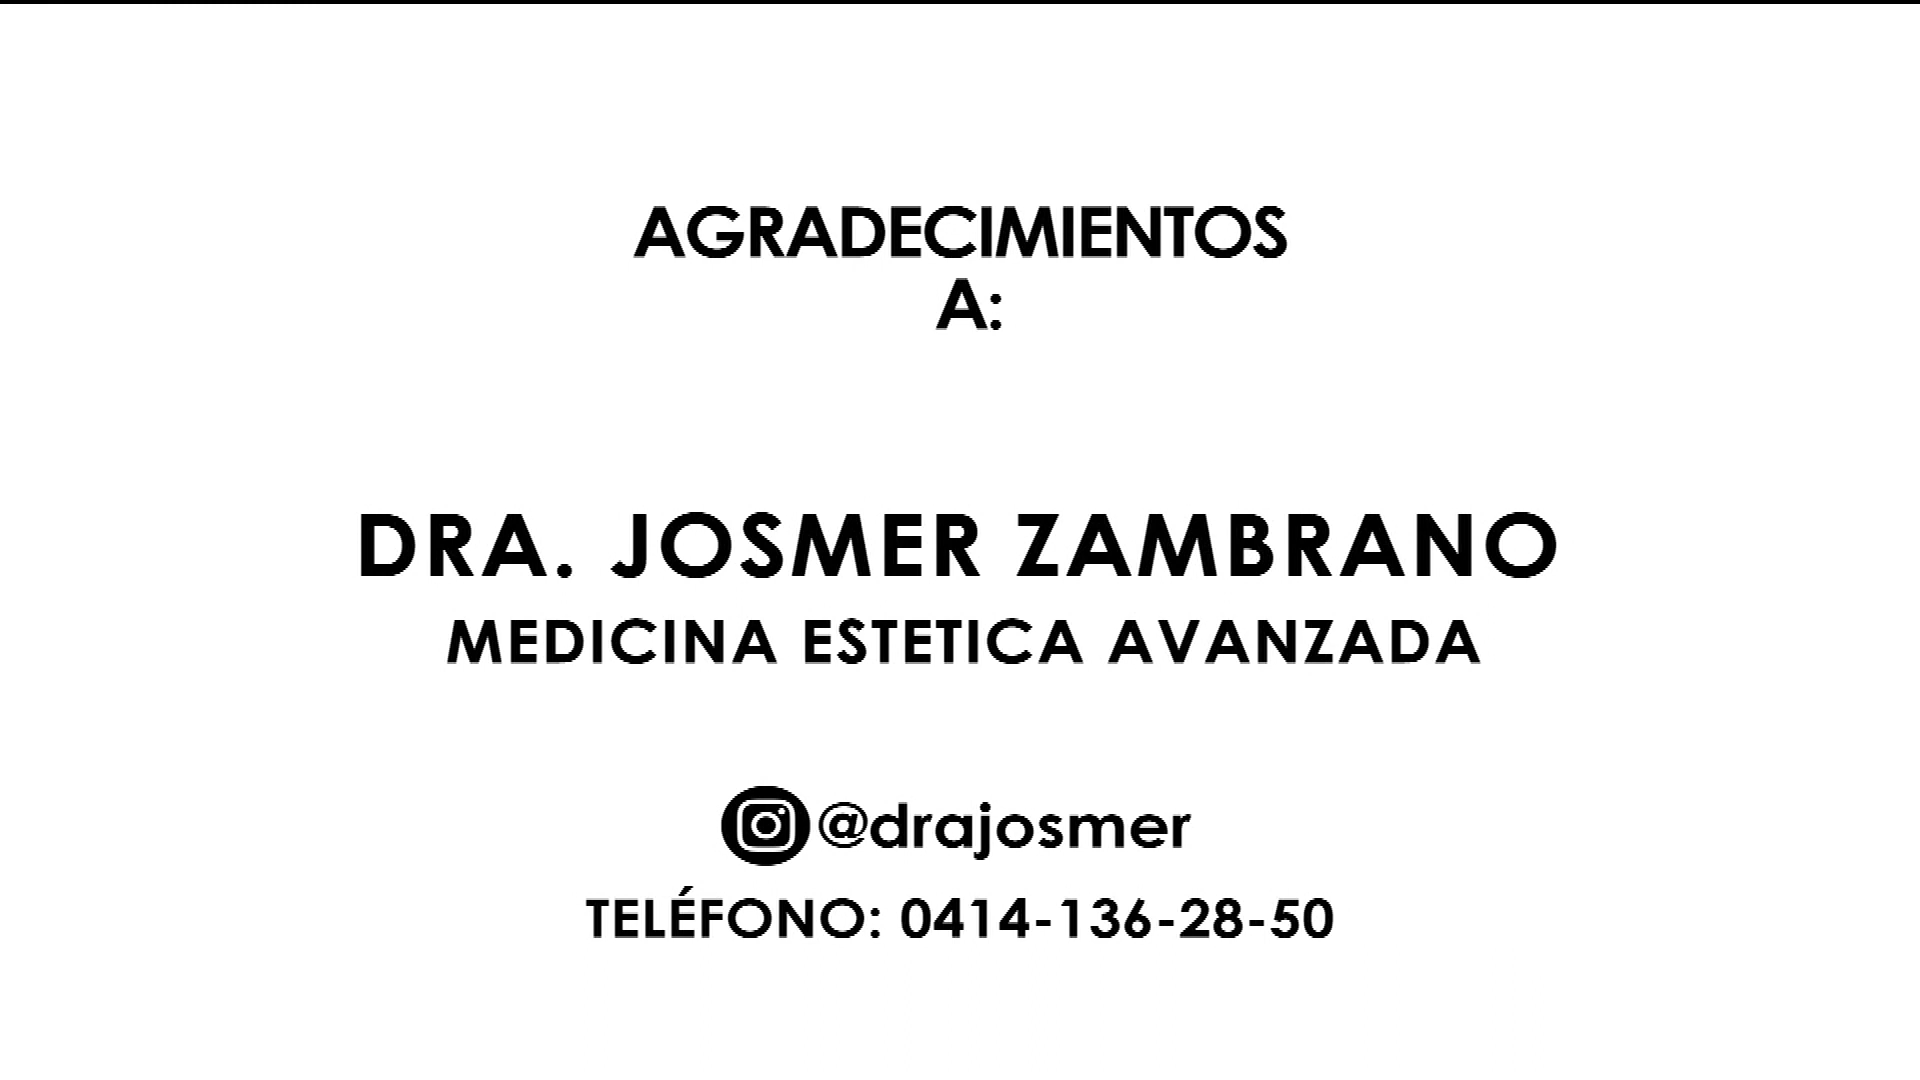 AGRADECIMIENTOS
A:
DRA. JOSMER ZAMBRANO
MEDICINA ESTETICA AVANZADA
@drajosmer
TELÉFONO: 0414-136-28-50